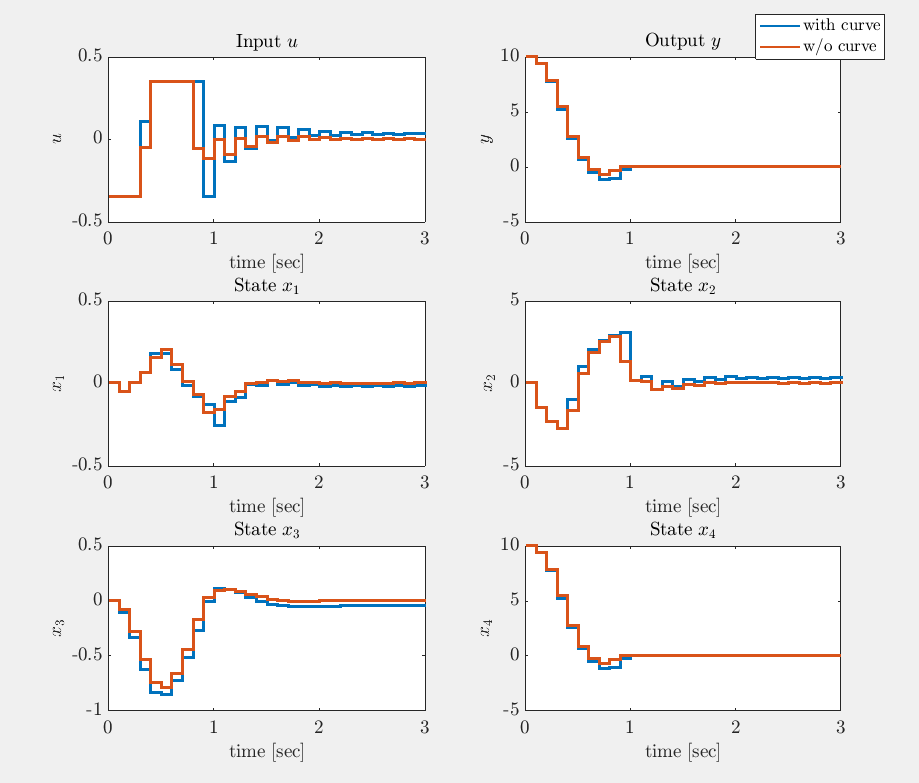 with curve
w/o curve
Input u
0.5
0
-0.5
u
0 1 2 3
time [sec]
Output y
10
5
0
-5
y
0 1 2 3
time [sec]
State x₁
0.5
0
-0.5
x₁
0 1 2 3
time [sec]
State x₂
5
0
-5
x₂
0 1 2 3
time [sec]
State x₃
0.5
0
-0.5
-1
x₃
0 1 2 3
time [sec]
State x₄
10
5
0
-5
x₄
0 1 2 3
time [sec]